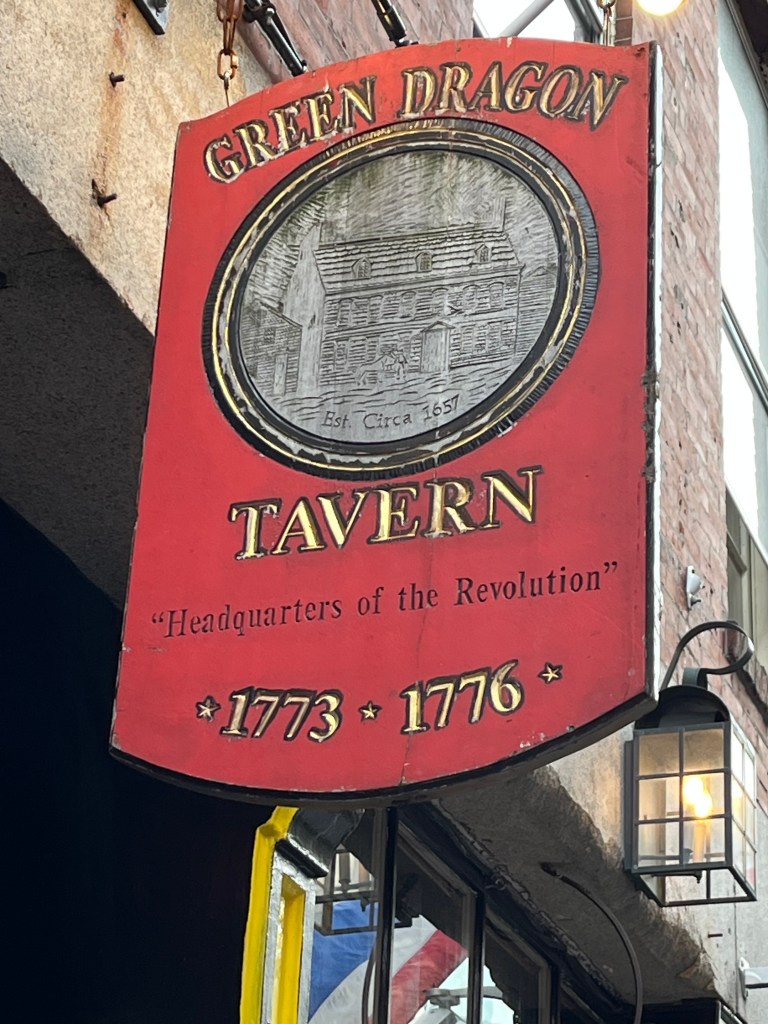 GREEN DRAGON
Est. Circa 1657
TAVERN
“Headquarters of the Revolution”
★ 1773 ★ 1776 ★